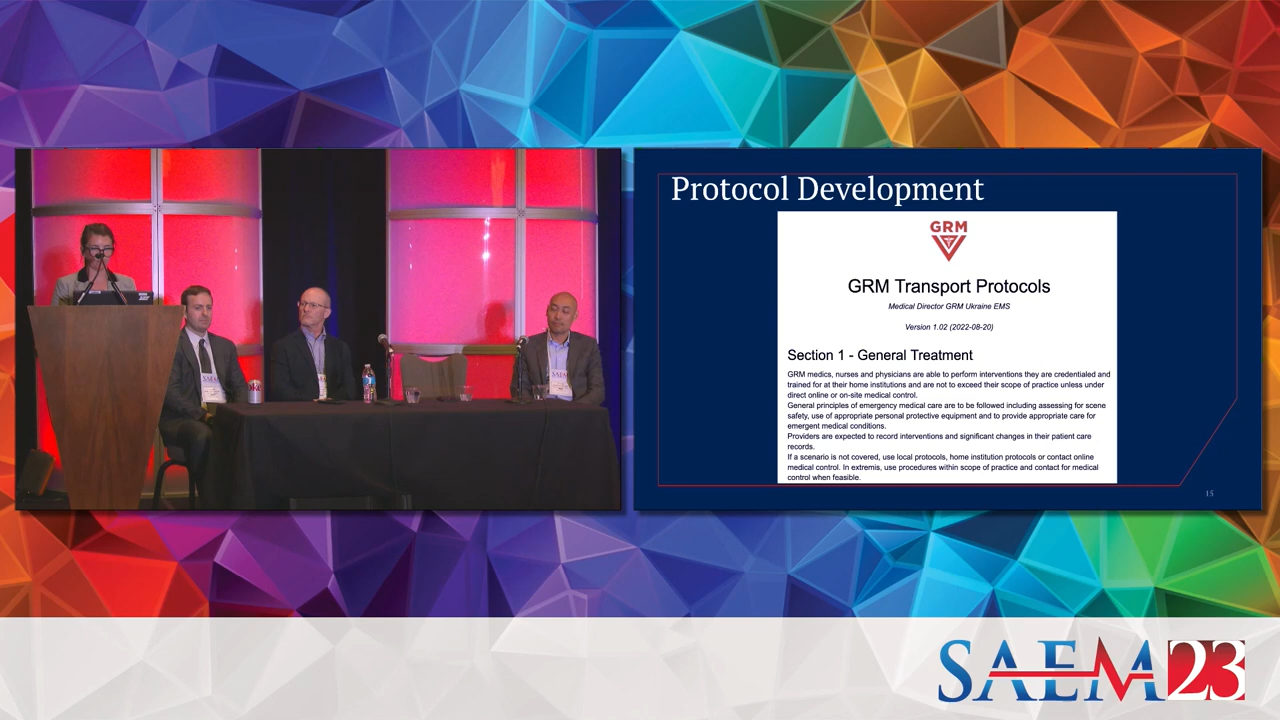 Protocol Development
GRM
GRM Transport Protocols
Medical Director GRM Ukraine EMS
Version 1.02 (2022-08-20)
Section 1 - General Treatment
GRM medics, nurses and physicians are able to perform interventions they are credentialed and
trained for at their home institutions and are not to exceed their scope of practice unless under
direct online or on-site medical control.
General principles of emergency medical care are to be followed including assessing for scene
safety, use of appropriate personal protective equipment and to provide appropriate care for
emergent medical conditions.
Providers are expected to record interventions and significant changes in their patient care
records.
If a scenario is not covered, use local protocols, home institution protocols or contact online
medical control. In extremis, use procedures within scope of practice and contact for medical
control when feasible.
15
SAEM23